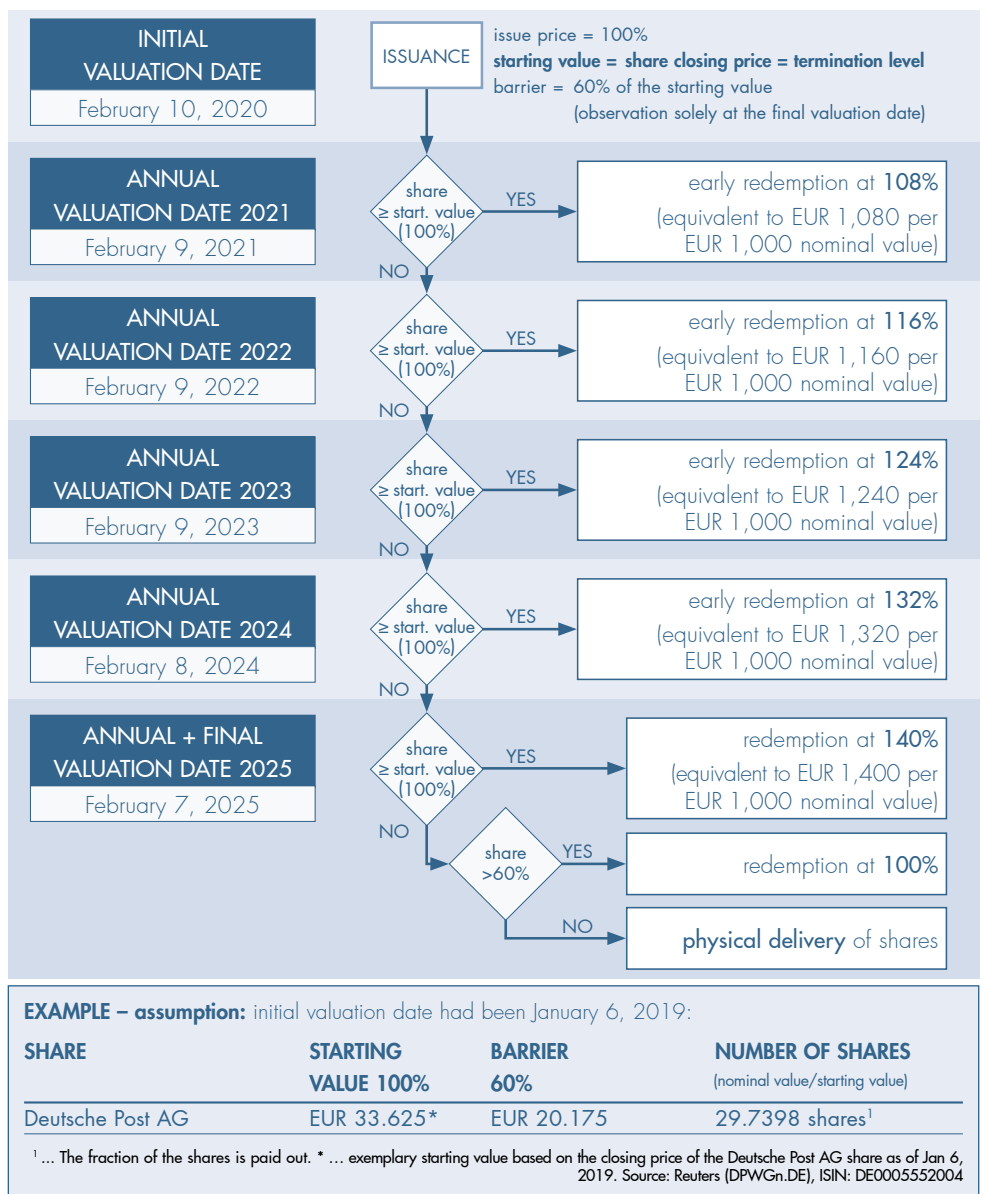 INITIAL
VALUATION DATE
February 10, 2020
ISSUANCE
issue price = 100%
starting value = share closing price = termination level
barrier = 60% of the starting value
(observation solely at the final valuation date)
ANNUAL
VALUATION DATE 2021
February 9, 2021
share
≥ start. value
(100%)
YES
early redemption at 108%
(equivalent to EUR 1,080 per
EUR 1,000 nominal value)
NO
ANNUAL
VALUATION DATE 2022
February 9, 2022
share
≥ start. value
(100%)
YES
early redemption at 116%
(equivalent to EUR 1,160 per
EUR 1,000 nominal value)
NO
ANNUAL
VALUATION DATE 2023
February 9, 2023
share
≥ start. value
(100%)
YES
early redemption at 124%
(equivalent to EUR 1,240 per
EUR 1,000 nominal value)
NO
ANNUAL
VALUATION DATE 2024
February 8, 2024
share
≥ start. value
(100%)
YES
early redemption at 132%
(equivalent to EUR 1,320 per
EUR 1,000 nominal value)
NO
ANNUAL + FINAL
VALUATION DATE 2025
February 7, 2025
share
≥ start. value
(100%)
YES
redemption at 140%
(equivalent to EUR 1,400 per
EUR 1,000 nominal value)
NO
share
>60%
YES
redemption at 100%
NO
physical delivery of shares
EXAMPLE – assumption: initial valuation date had been January 6, 2019:
SHARE STARTING BARRIER NUMBER OF SHARES
VALUE 100% 60% (nominal value/starting value)
Deutsche Post AG EUR 33.625* EUR 20.175 29.7398 shares¹
¹ ... The fraction of the shares is paid out. * ... exemplary starting value based on the closing price of the Deutsche Post AG share as of Jan 6,
2019. Source: Reuters (DPWGn.DE), ISIN: DE0005552004